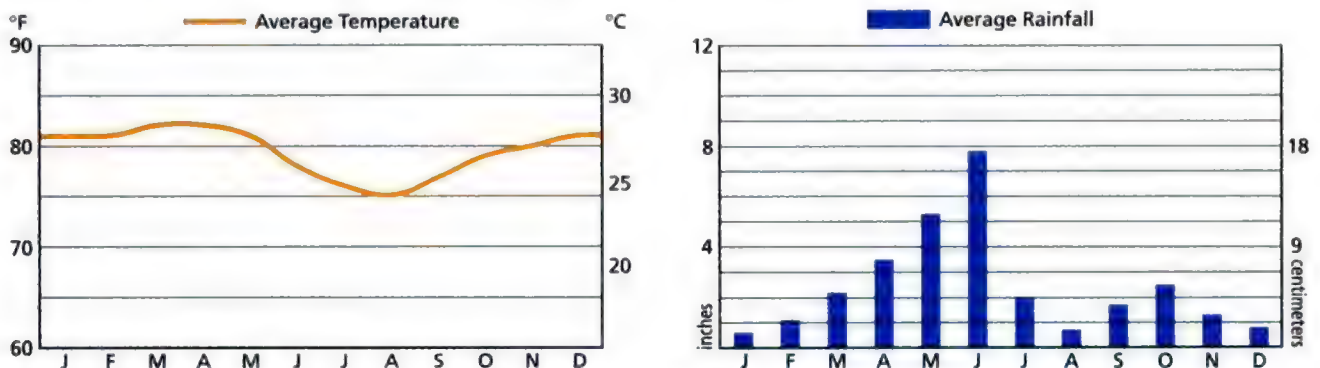 °F
Average Temperature
°C
90
80
70
60
30
25
20
J F M A M J J A S O N D
Average Rainfall
12
8
4
inches
18
9
centimeters
J F M A M J J A S O N D